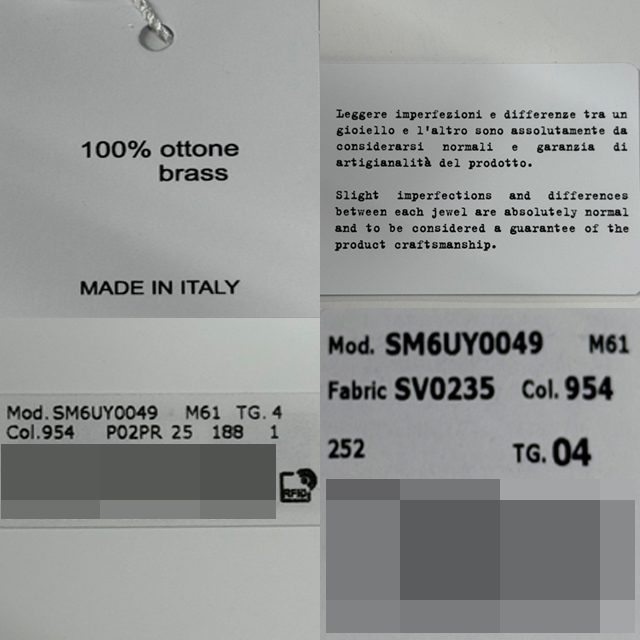 100% ottone
brass
MADE IN ITALY
Leggere imperfezioni e differenze tra un
gioiello e l'altro sono assolutamente da
considerarsi normali e garanzia di
artigianalità del prodotto.
Slight imperfections and differences
between each jewel are absolutely normal
and to be considered a guarantee of the
product craftsmanship.
Mod. SM6UY0049 M61 TG. 4
Col.954 P02PR 25 188 1
RFID
Mod. SM6UY0049 M61
Fabric SV0235 Col. 954
252 TG. 04